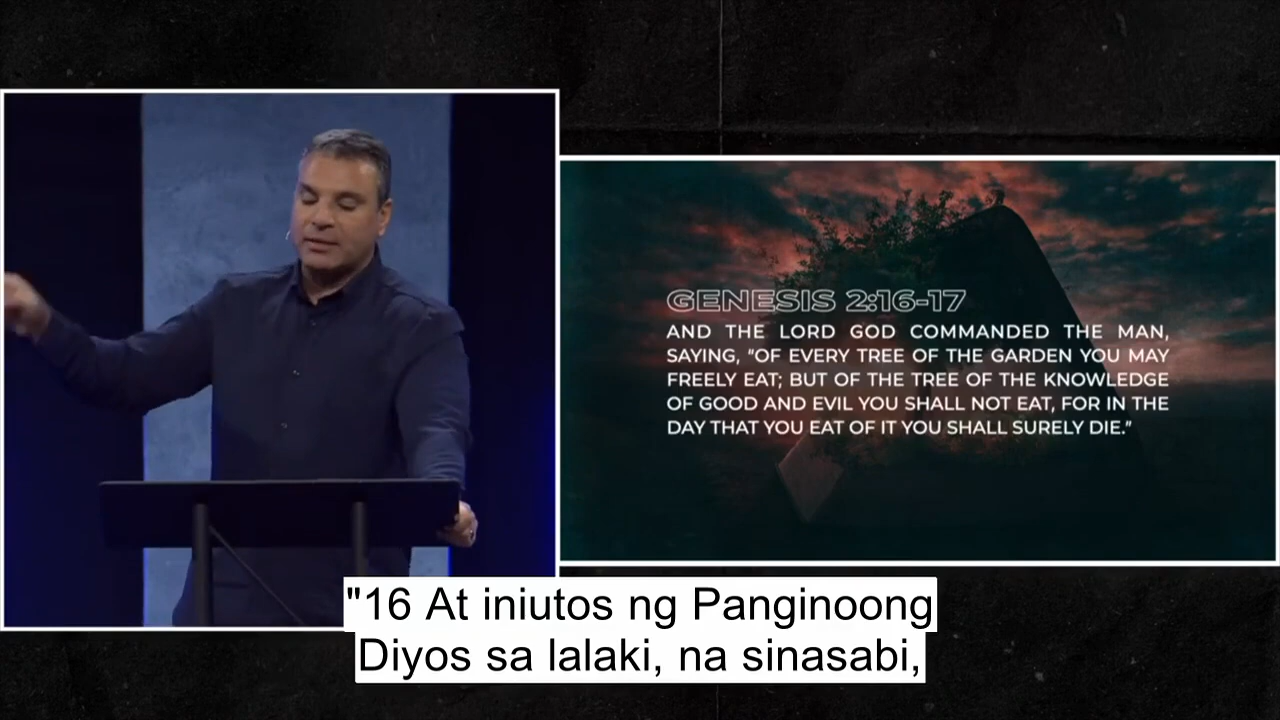 GENESIS 2:16-17
AND THE LORD GOD COMMANDED THE MAN,
SAYING, "OF EVERY TREE OF THE GARDEN YOU MAY
FREELY EAT; BUT OF THE TREE OF THE KNOWLEDGE
OF GOOD AND EVIL YOU SHALL NOT EAT, FOR IN THE
DAY THAT YOU EAT OF IT YOU SHALL SURELY DIE."
"16 At iniutos ng Panginoong
Diyos sa lalaki, na sinasabi,